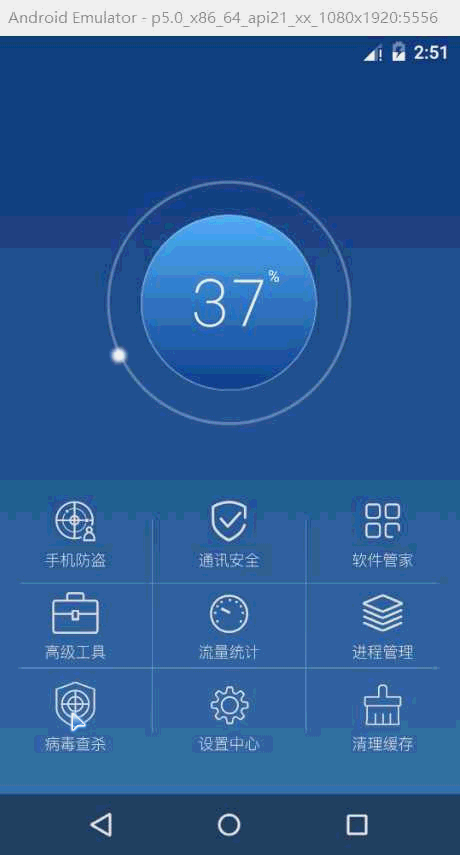 Android Emulator - p5.0_x86_64_api21_xx_1080x1920:5556
2:51
37%
手机防盗 通讯安全 软件管家
高级工具 流量统计 进程管理
病毒查杀 设置中心 清理缓存